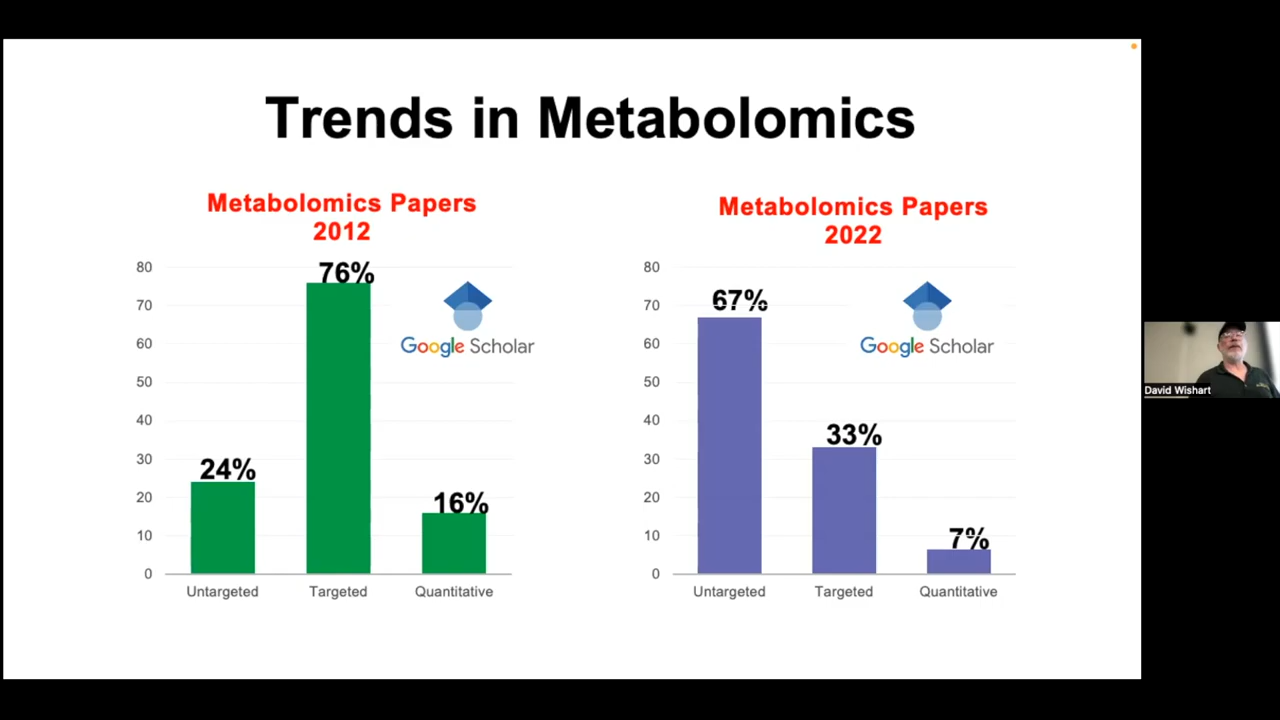 Trends in Metabolomics
Metabolomics Papers
2012
80
70
60
50
40
30
20
10
0
24%
76%
16%
Untargeted
Targeted
Quantitative
Google Scholar
Metabolomics Papers
2022
80
70
60
50
40
30
20
10
0
67%
33%
7%
Untargeted
Targeted
Quantitative
Google Scholar
David Wishart